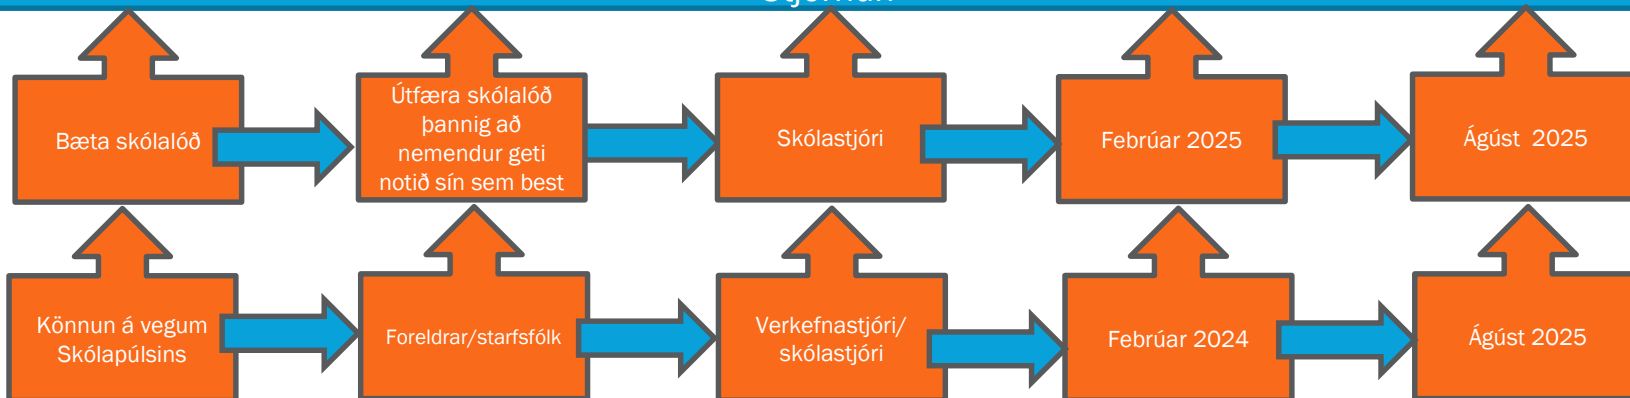 Bæta skólalóð
Útfæra skólalóð
þannig að
nemendur geti
notið sín sem best
Skólastjóri
Febrúar 2025
Ágúst  2025
Könnun á vegum
Skólapúlsins
Foreldrar/starfsfólk
Verkefnastjóri/
skólastjóri
Febrúar 2024
Ágúst 2025